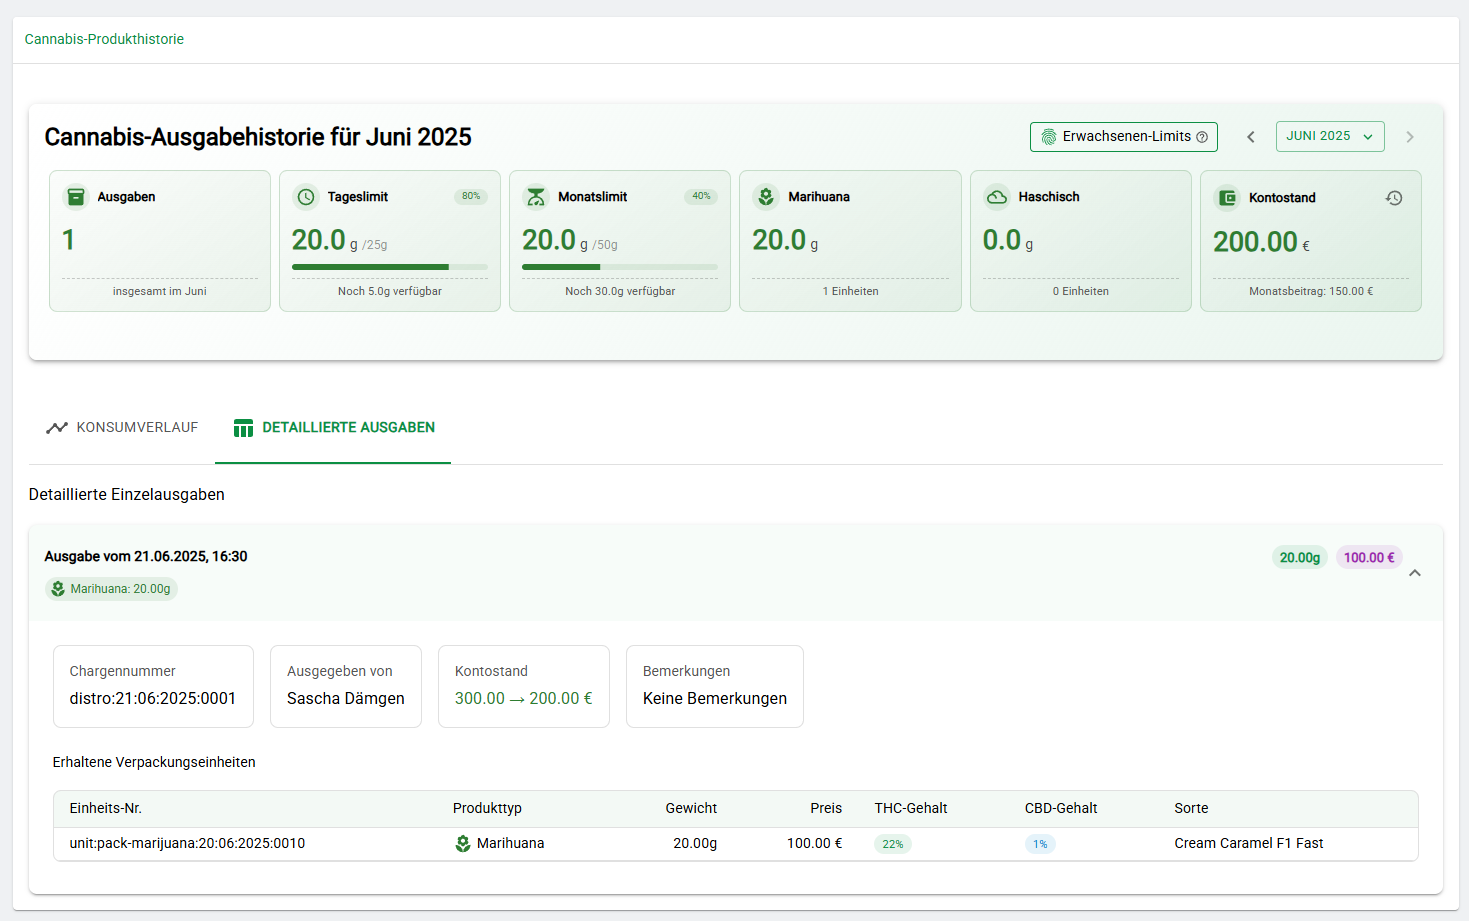 Cannabis-Produkthistorie
Cannabis-Ausgabehistorie für Juni 2025
Erwachsenen-Limits
JUNI 2025
Ausgaben
1
insgesamt im Juni
Tageslimit
80%
20.0 g /25g
Noch 5.0g verfügbar
Monatslimit
40%
20.0 g /50g
Noch 30.0g verfügbar
Marihuana
20.0 g
1 Einheiten
Haschisch
0.0 g
0 Einheiten
Kontostand
200.00 €
Monatsbeitrag: 150.00 €
KONSUMVERLAUF
DETAILLIERTE AUSGABEN
Detaillierte Einzelausgaben
Ausgabe vom 21.06.2025, 16:30
20.00g
100.00 €
Marihuana: 20.00g
Chargennummer
distro:21:06:2025:0001
Ausgegeben von
Sascha Dämgen
Kontostand
300.00 → 200.00 €
Bemerkungen
Keine Bemerkungen
Erhaltene Verpackungseinheiten
Einheits-Nr. Produkttyp Gewicht Preis THC-Gehalt CBD-Gehalt Sorte
unit:pack-marijuana:20:06:2025:0010 Marihuana 20.00g 100.00 € 22% 1% Cream Caramel F1 Fast